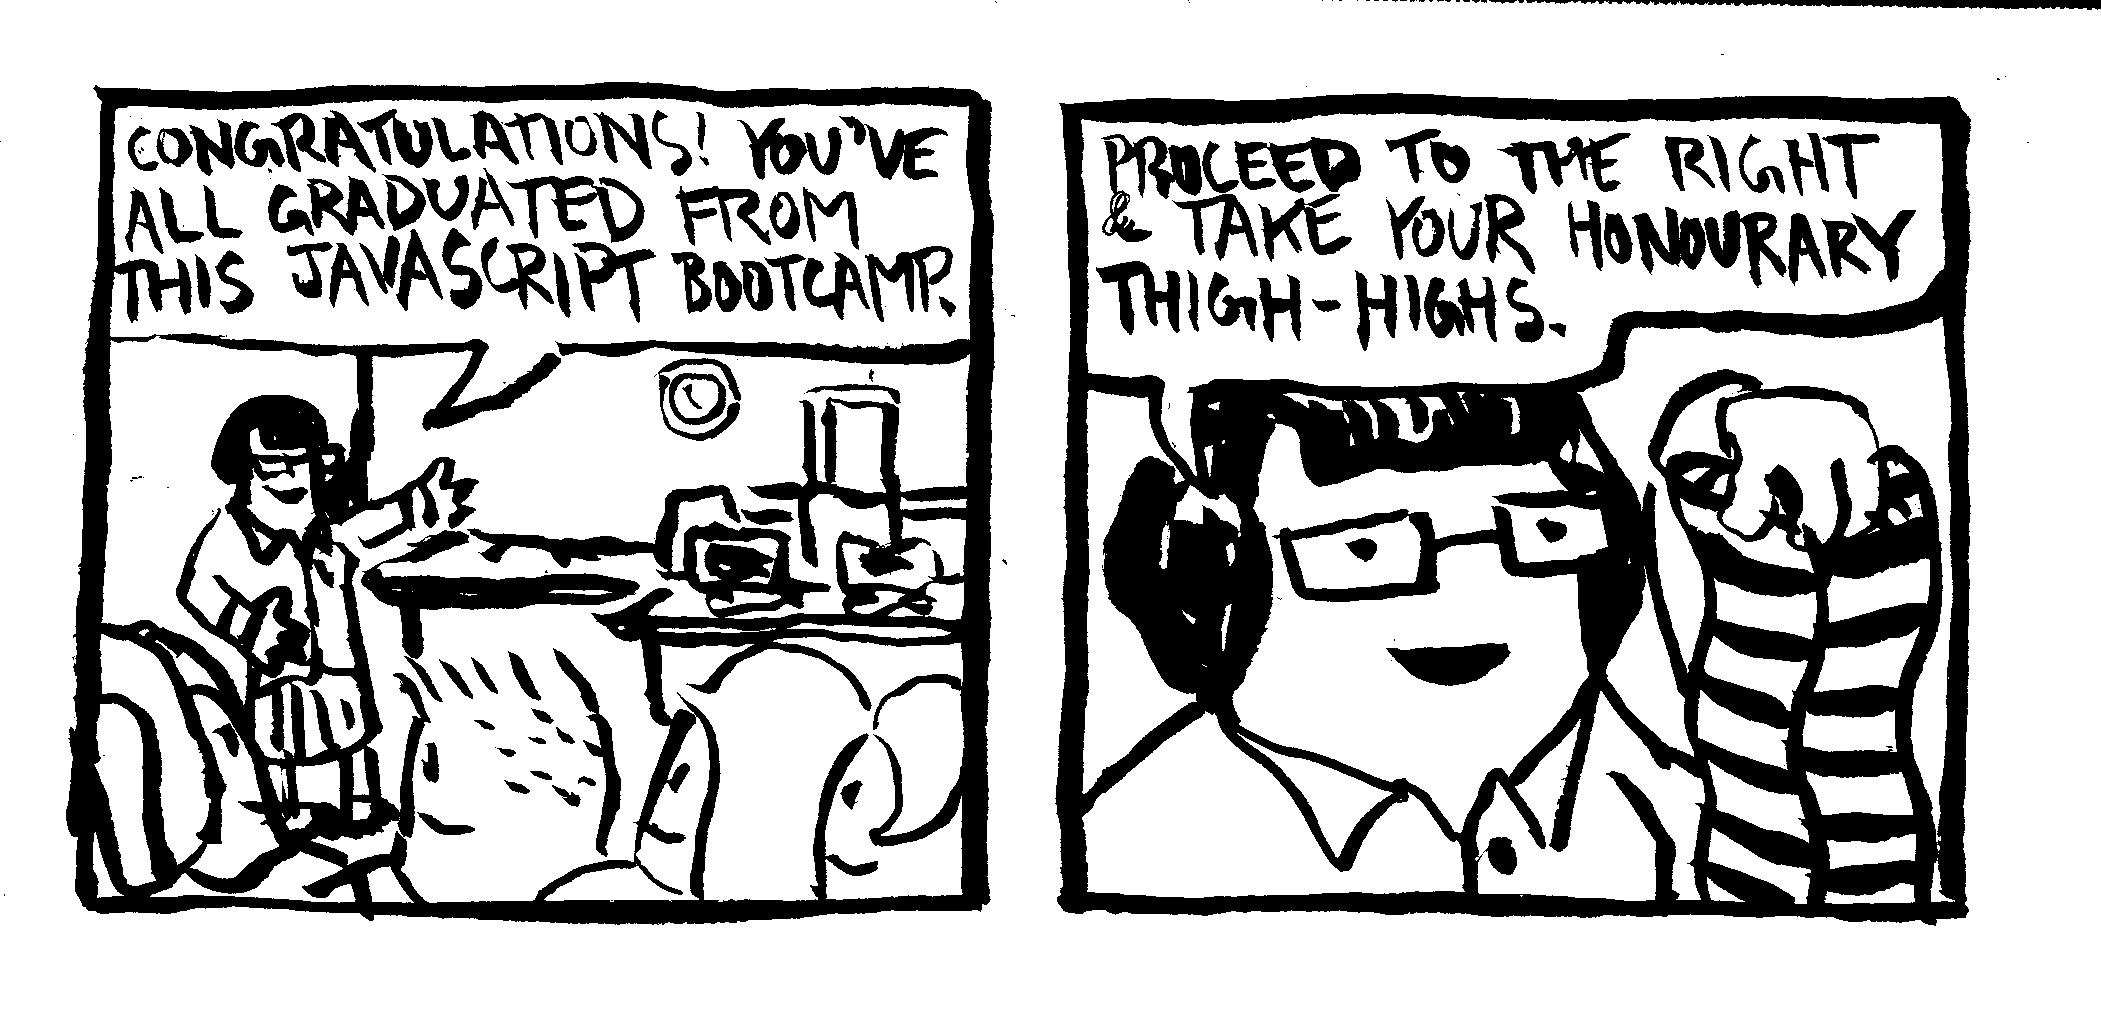 CONGRATULATIONS! YOU'VE
ALL GRADUATED FROM
THIS JAVASCRIPT BOOTCAMP.
PROCEED TO THE RIGHT
& TAKE YOUR HONOURARY
THIGH-HIGHS.